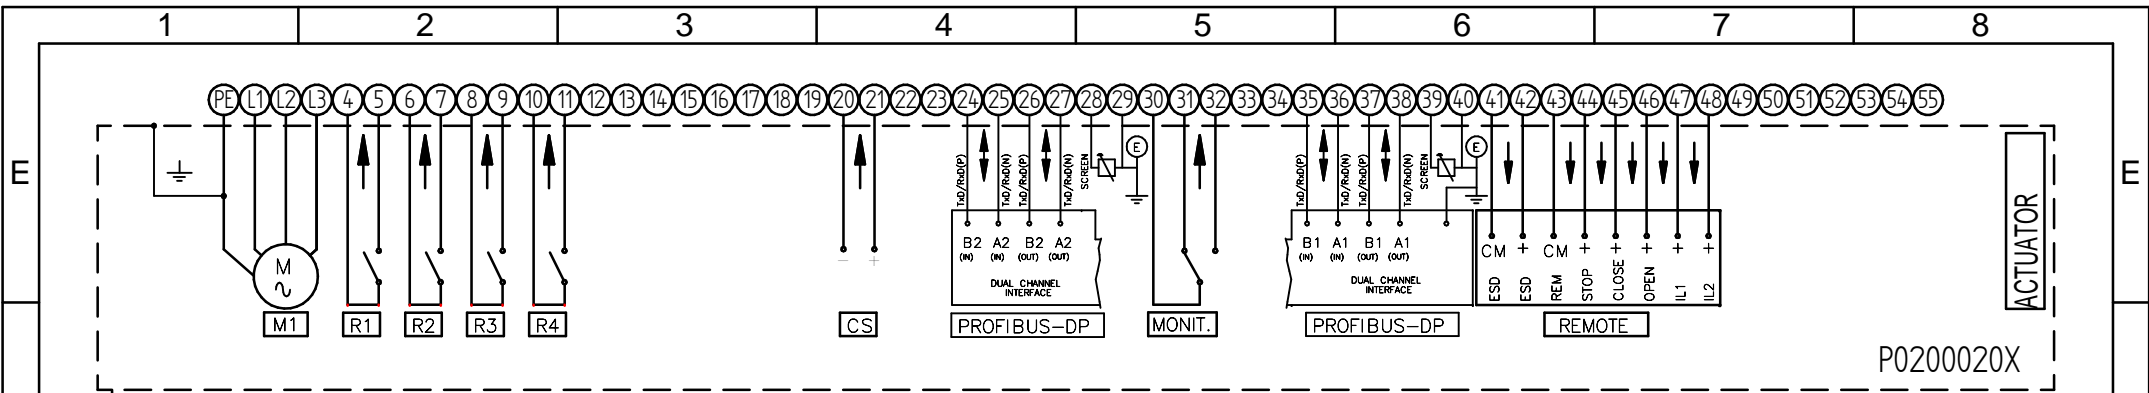 1 2 3 4 5 6 7 8
PE L1 L2 L3 4 5 6 7 8 9 10 11 12 13 14 15 16 17 18 19 20 21 22 23 24 25 26 27 28 29 30 31 32 33 34 35 36 37 38 39 40 41 42 43 44 45 46 47 48 49 50 51 52 53 54 55
E E
TxD/RxD(P) TxD/RxD(N) TxD/RxD(P) TxD/RxD(N) SCREEN E
TxD/RxD(P) TxD/RxD(N) TxD/RxD(P) TxD/RxD(N) SCREEN E
M
∿
- +
B2 A2 B2 A2
(IN) (IN) (OUT) (OUT)
DUAL CHANNEL
INTERFACE
B1 A1 B1 A1
(IN) (IN) (OUT) (OUT)
DUAL CHANNEL
INTERFACE
CM + CM + + + + +
ESD ESD REM STOP CLOSE OPEN IL1 IL2
ACTUATOR
M1 R1 R2 R3 R4 CS PROFIBUS-DP MONIT. PROFIBUS-DP REMOTE
P0200020X